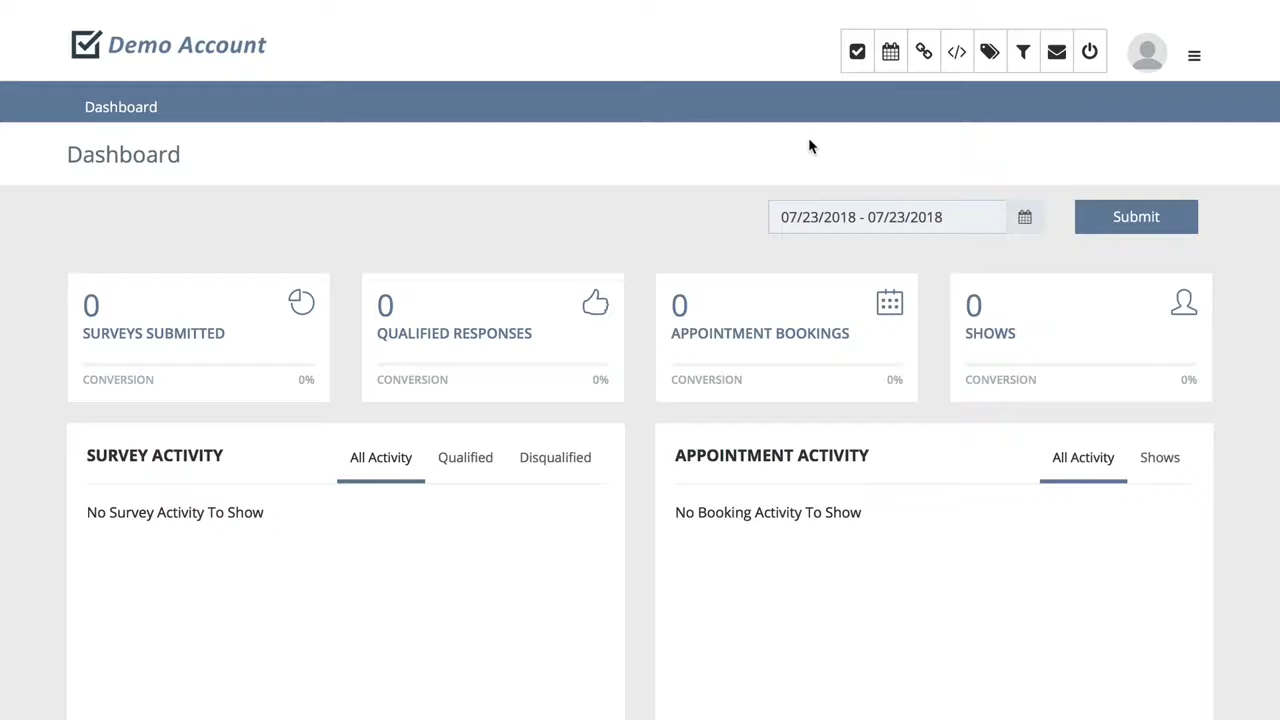 Demo Account
Dashboard
Dashboard
07/23/2018 - 07/23/2018
Submit
0
SURVEYS SUBMITTED
CONVERSION 0%
0
QUALIFIED RESPONSES
CONVERSION 0%
0
APPOINTMENT BOOKINGS
CONVERSION 0%
0
SHOWS
CONVERSION 0%
SURVEY ACTIVITY All Activity Qualified Disqualified
No Survey Activity To Show
APPOINTMENT ACTIVITY All Activity Shows
No Booking Activity To Show